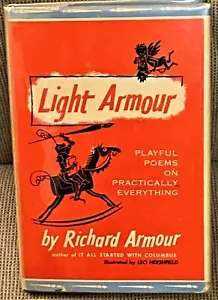 Light Armour
PLAYFUL
POEMS
ON
PRACTICALLY
EVERYTHING
by Richard Armour
author of IT ALL STARTED WITH COLUMBUS
Illustrated by LEO HERSHFIELD